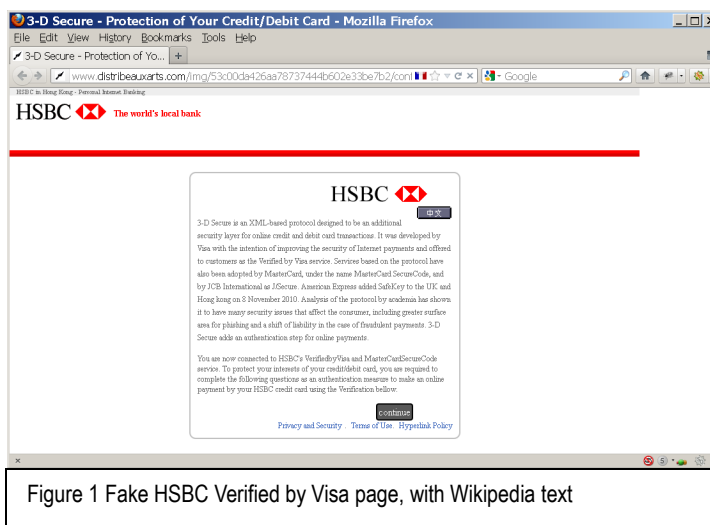 3-D Secure - Protection of Your Credit/Debit Card - Mozilla Firefox
File Edit View History Bookmarks Tools Help
3-D Secure - Protection of Yo... +
www.distribeauxarts.com/img/53c00da426aa78737444b602e33be7b2/conf
Google
HSBC in Hong Kong - Personal Internet Banking
HSBC The world's local bank
HSBC
中文
3-D Secure is an XML-based protocol designed to be an additional
security layer for online credit and debit card transactions. It was developed by
Visa with the intention of improving the security of Internet payments and offered
to customers as the Verified by Visa service. Services based on the protocol have
also been adopted by MasterCard, under the name MasterCard SecureCode, and
by JCB International as J/Secure. American Express added SafeKey to the UK and
Hong kong on 8 November 2010. Analysis of the protocol by academia has shown
it to have many security issues that affect the consumer, including greater surface
area for phishing and a shift of liability in the case of fraudulent payments. 3-D
Secure adds an authentication step for online payments.
You are now connected to HSBC's VerifiedbyVisa and MasterCardSecureCode
service. To protect your interests of your credit/debit card, you are required to
complete the following questions as an authentication measure to make an online
payment by your HSBC credit card using the Verification bellow.
continue
Privacy and Security . Terms of Use. Hyperlink Policy
Figure 1 Fake HSBC Verified by Visa page, with Wikipedia text